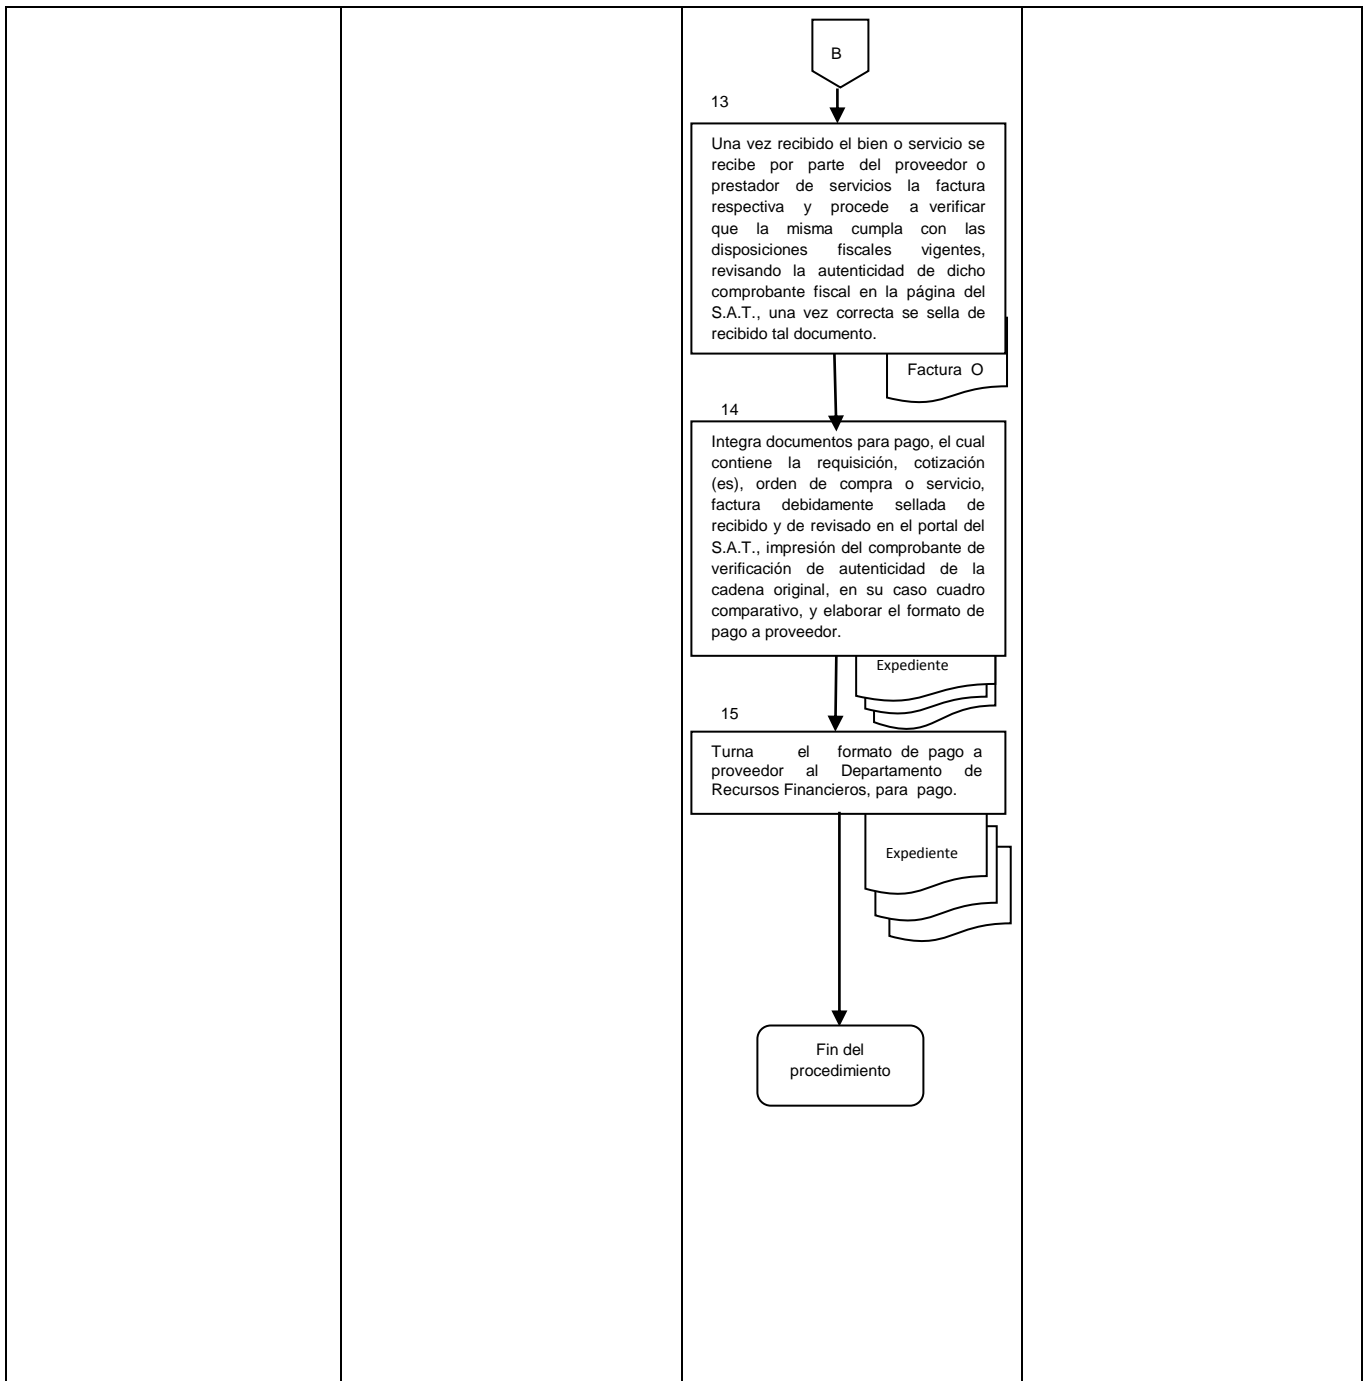 B
13
Una vez recibido el bien o servicio se
recibe por parte del proveedor o
prestador de servicios la factura
respectiva y procede a verificar
que la misma cumpla con las
disposiciones fiscales vigentes,
revisando la autenticidad de dicho
comprobante fiscal en la página del
S.A.T., una vez correcta se sella de
recibido tal documento.
Factura O
14
Integra documentos para pago, el cual
contiene la requisición, cotización
(es), orden de compra o servicio,
factura debidamente sellada de
recibido y de revisado en el portal del
S.A.T., impresión del comprobante de
verificación de autenticidad de la
cadena original, en su caso cuadro
comparativo, y elaborar el formato de
pago a proveedor.
Expediente
15
Turna el formato de pago a
proveedor al Departamento de
Recursos Financieros, para pago.
Expediente
Fin del
procedimiento